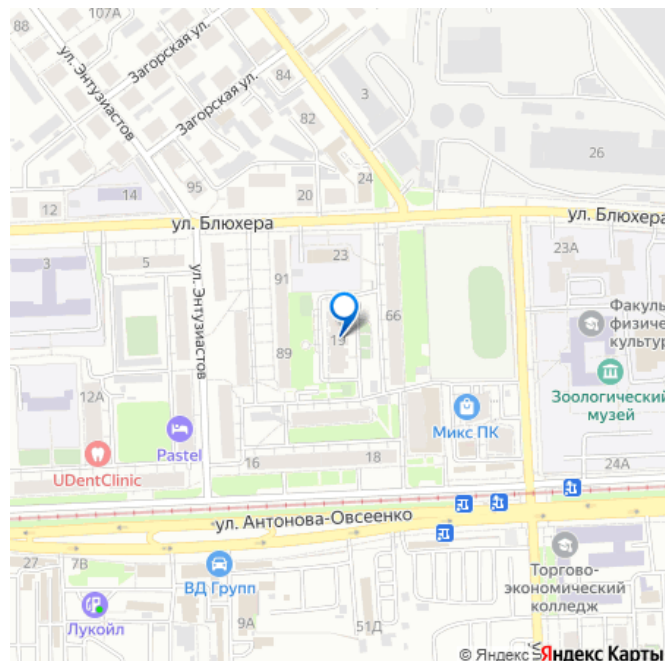 88
107А
Загорская ул.
ул. Энтузиастов
Загорская ул.
84
3
82
26
24
95
14
20
12
ул. Блюхера
ул. Блюхера
23А
3
5
23
91
ул. Энтузиастов
66
Факуль
физиче
культур
89
Зоологический
музей
12А
Микс ПК
Pastel
UDentClinic
16
18
24А
ул. Антонова-Овсеенко
27
7В
ВД Групп
Торгово-
экономический
колледж
Лукойл
9А
51Д
© Яндекс
Яндекс Карты